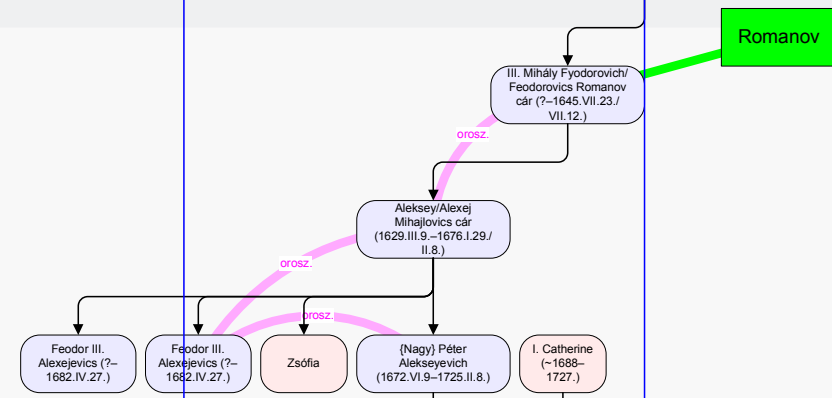 Romanov
III. Mihály Fyodorovich/
Feodorovics Romanov
cár (?–1645.VII.23./
VII.12.)
orosz.
Aleksey/Alexej
Mihajlovics cár
(1629.III.9.–1676.I.29./
II.8.)
orosz.
orosz.
Feodor III.
Alexejevics (?–
1682.IV.27.)
Feodor III.
Alexejevics (?–
1682.IV.27.)
Zsófia
{Nagy} Péter
Alekseyevich
(1672.VI.9–1725.II.8.)
I. Catherine
(~1688–
1727.)